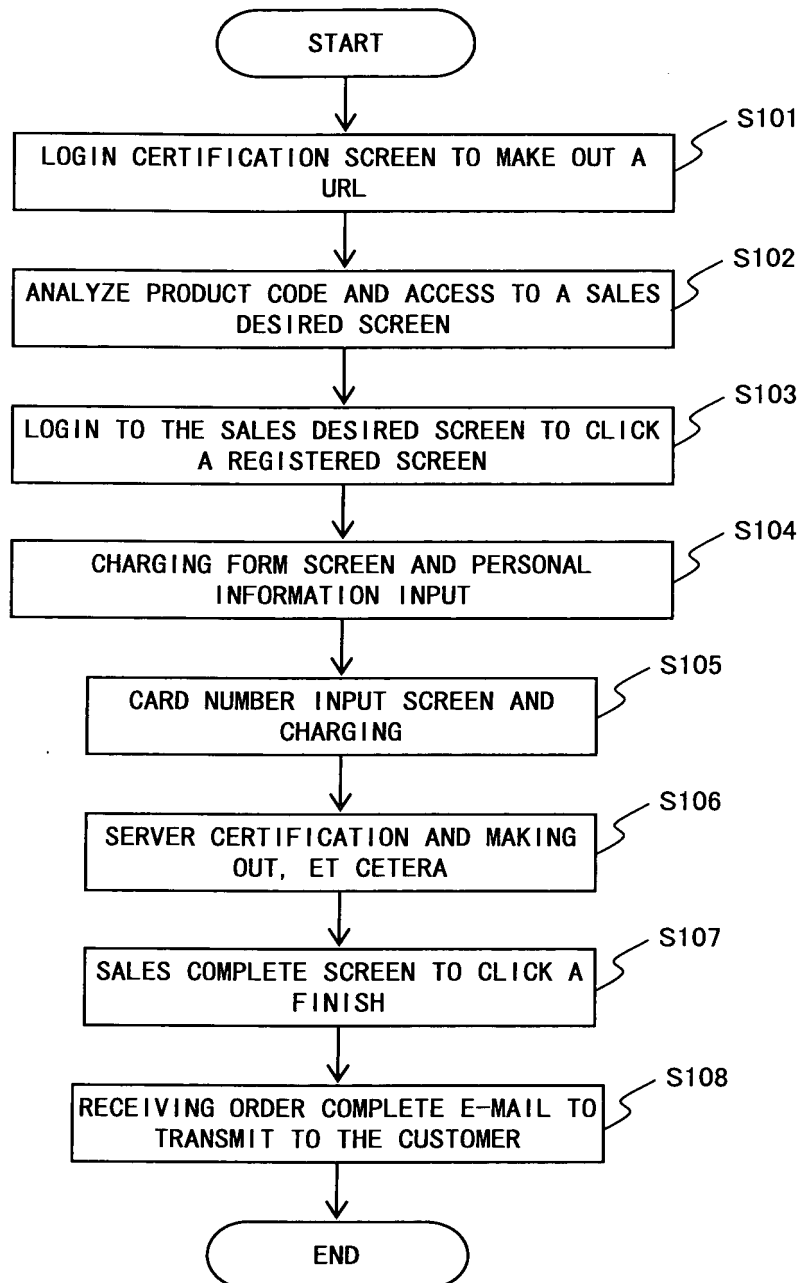 START
S101
LOGIN CERTIFICATION SCREEN TO MAKE OUT A
URL
S102
ANALYZE PRODUCT CODE AND ACCESS TO A SALES
DESIRED SCREEN
S103
LOGIN TO THE SALES DESIRED SCREEN TO CLICK
A REGISTERED SCREEN
S104
CHARGING FORM SCREEN AND PERSONAL
INFORMATION INPUT
S105
CARD NUMBER INPUT SCREEN AND
CHARGING
S106
SERVER CERTIFICATION AND MAKING
OUT, ET CETERA
S107
SALES COMPLETE SCREEN TO CLICK A
FINISH
S108
RECEIVING ORDER COMPLETE E-MAIL TO
TRANSMIT TO THE CUSTOMER
END